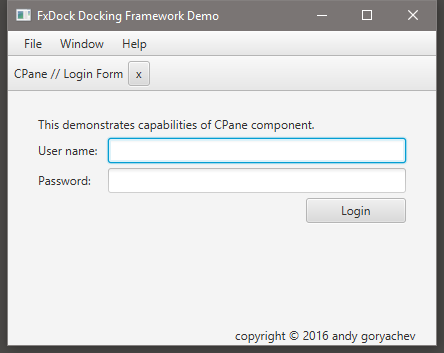 FxDock Docking Framework Demo
File Window Help
CPane // Login Form x
This demonstrates capabilities of CPane component.
User name:
Password:
Login
copyright © 2016 andy goryachev